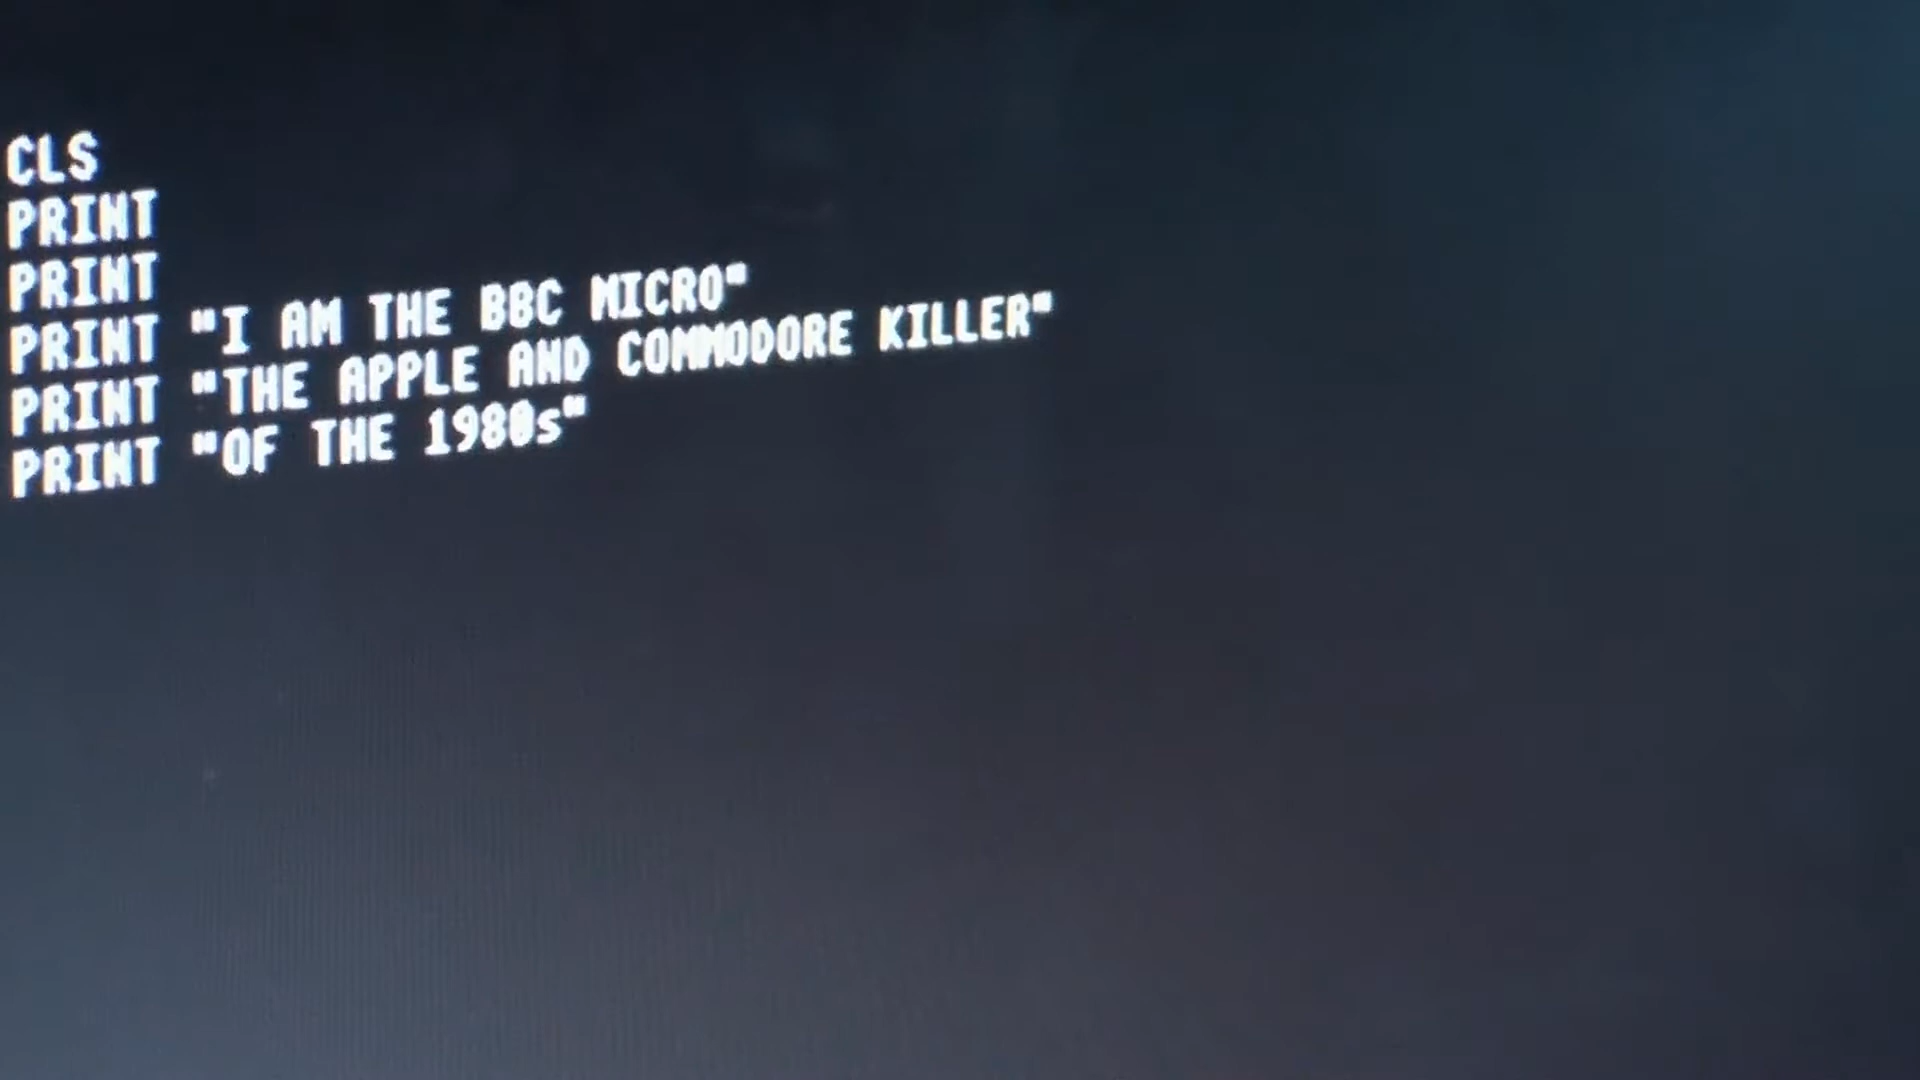 CLS
PRINT
PRINT
PRINT "I AM THE BBC MICRO"
PRINT "THE APPLE AND COMMODORE KILLER"
PRINT "OF THE 1980s"